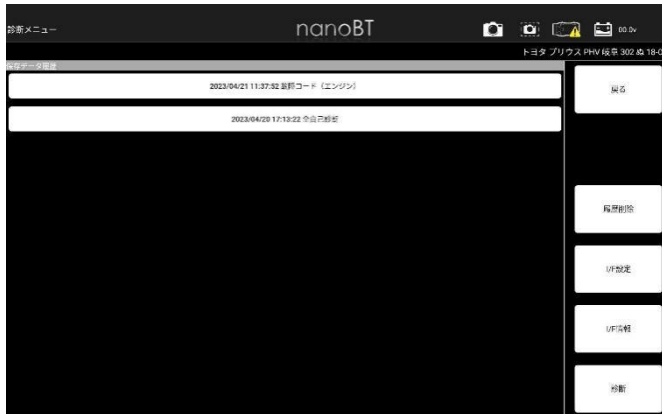 診断メニュー
nanoBT
00.0v
トヨタ プリウス PHV 岐阜 302 ぬ 18-0
保存データ履歴
2023/04/21 11:37:52 故障コード（エンジン）
2023/04/20 17:13:22 全自己診断
戻る
履歴削除
I/F設定
I/F情報
診断